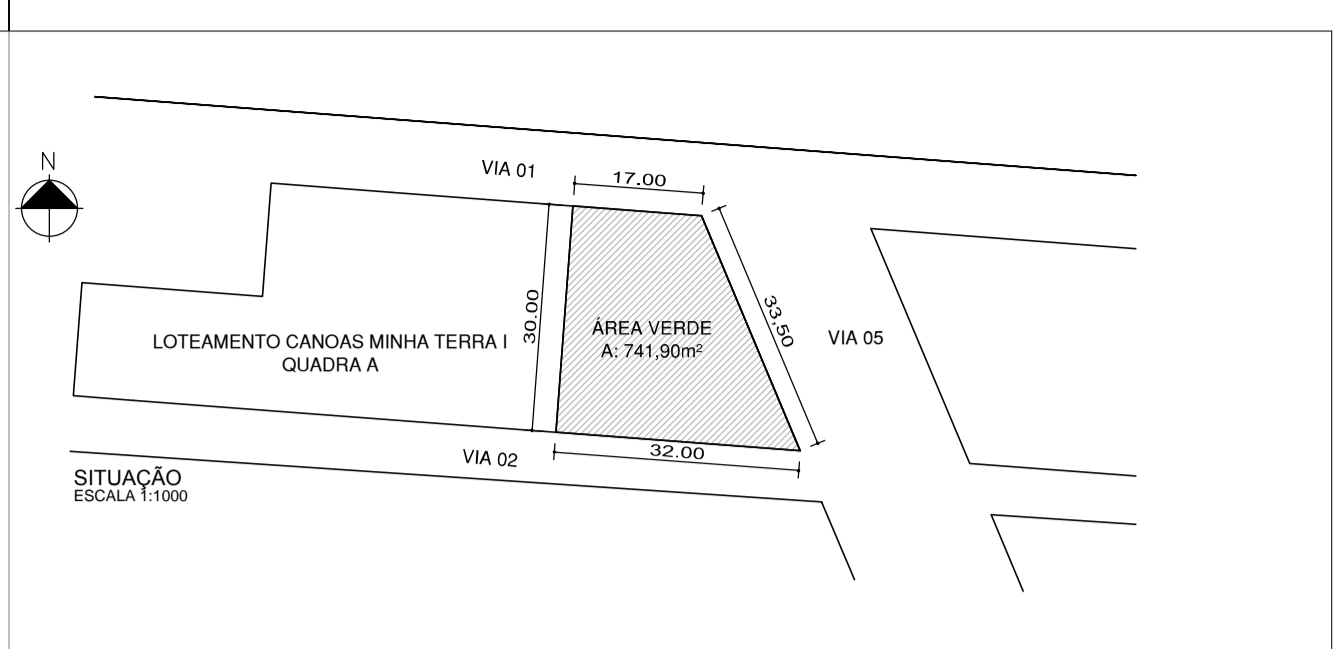 N
VIA 01
17.00
30.00
33,50
ÁREA VERDE
A: 741,90m²
LOTEAMENTO CANOAS MINHA TERRA I
QUADRA A
VIA 05
VIA 02
32.00
SITUAÇÃO
ESCALA 1:1000